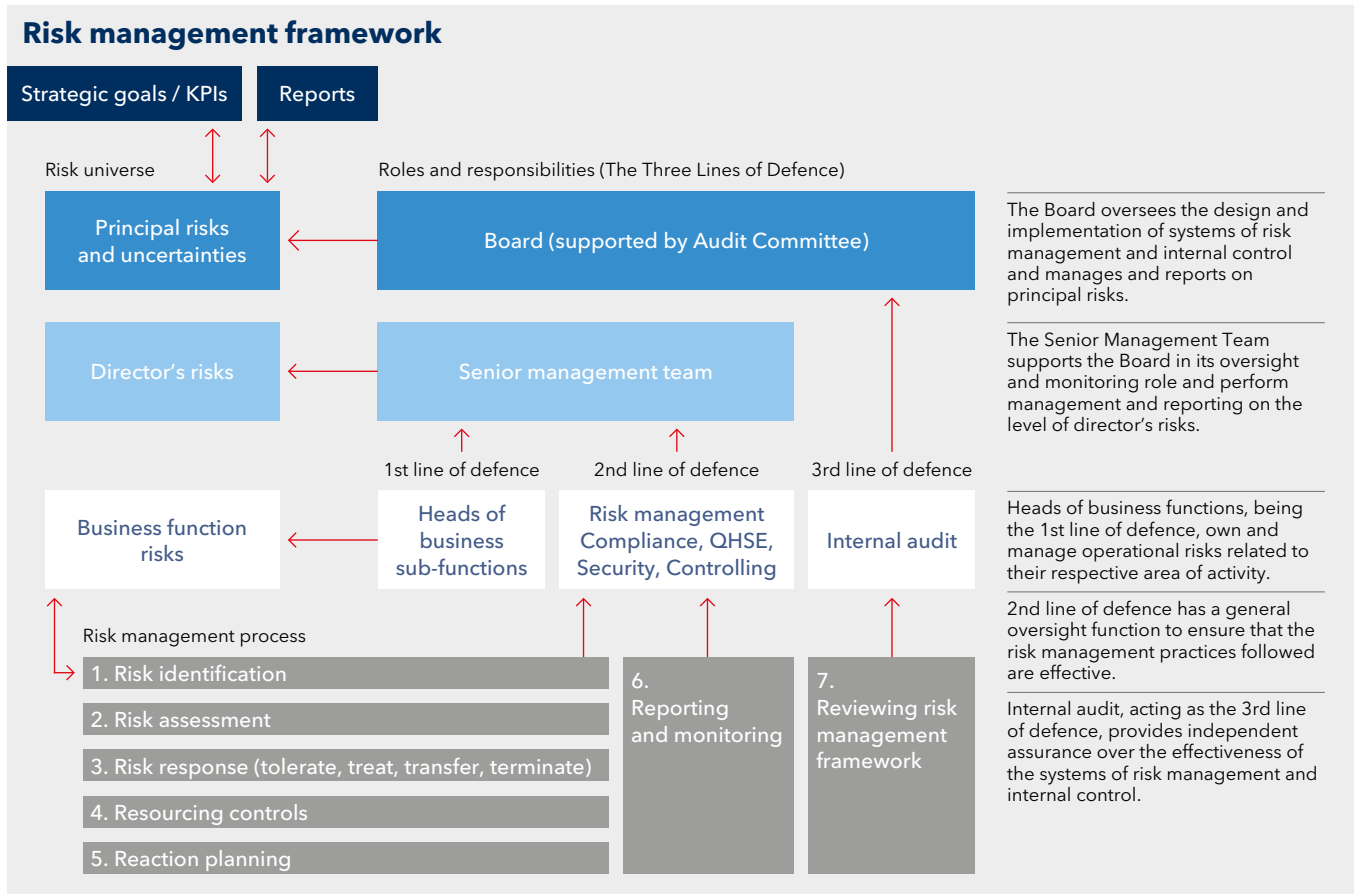 Risk management framework
Strategic goals / KPIs
Reports
Risk universe
Roles and responsibilities (The Three Lines of Defence)
Principal risks
and uncertainties
Board (supported by Audit Committee)
The Board oversees the design and
implementation of systems of risk
management and internal control
and manages and reports on
principal risks.
Director’s risks
Senior management team
The Senior Management Team
supports the Board in its oversight
and monitoring role and perform
management and reporting on the
level of director’s risks.
1st line of defence
2nd line of defence
3rd line of defence
Business function
risks
Heads of
business
sub-functions
Risk management
Compliance, QHSE,
Security, Controlling
Internal audit
Heads of business functions, being
the 1st line of defence, own and
manage operational risks related to
their respective area of activity.
2nd line of defence has a general
oversight function to ensure that the
risk management practices followed
are effective.
Internal audit, acting as the 3rd line
of defence, provides independent
assurance over the effectiveness of
the systems of risk management and
internal control.
Risk management process
1. Risk identification
2. Risk assessment
3. Risk response (tolerate, treat, transfer, terminate)
4. Resourcing controls
5. Reaction planning
6.
Reporting
and monitoring
7.
Reviewing risk
management
framework